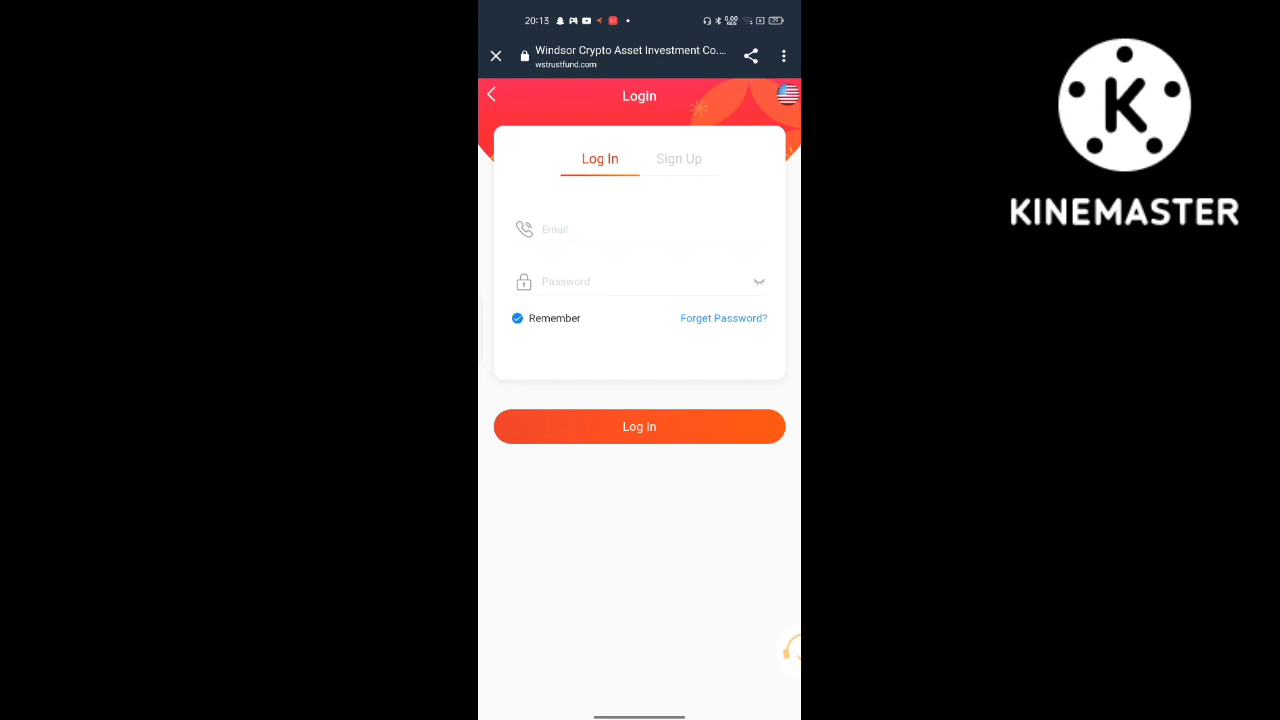 20:13
Windsor Crypto Asset Investment Co....
wstrustfund.com
Login
Log In
Sign Up
Email
Password
Remember
Forget Password?
Log In
K
KINEMASTER